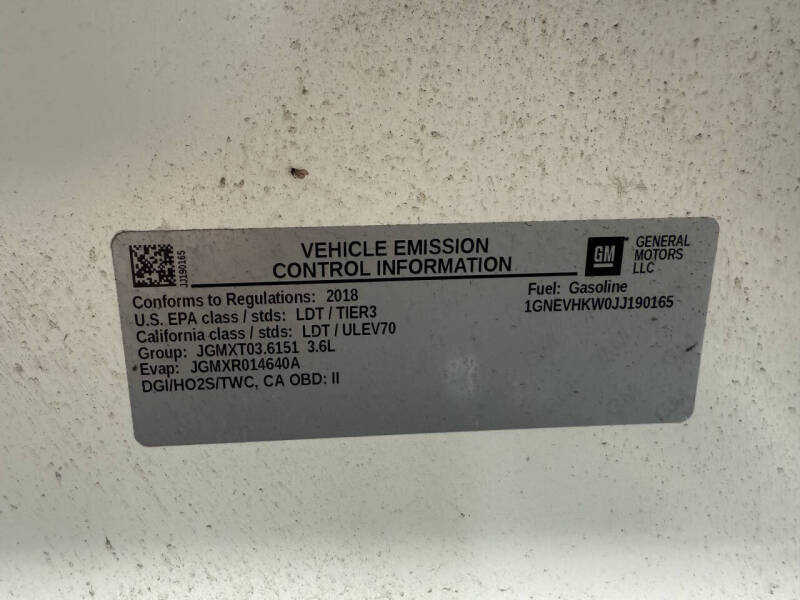 JJ190165
VEHICLE EMISSION
CONTROL INFORMATION
GM
GENERAL
MOTORS
LLC
Conforms to Regulations: 2018
U.S. EPA class / stds: LDT / TIER3
California class / stds: LDT / ULEV70
Group: JGMXT03.6151 3.6L
Evap: JGMXR014640A
DGI/HO2S/TWC, CA OBD: II
Fuel: Gasoline
1GNEVHKW0JJ190165